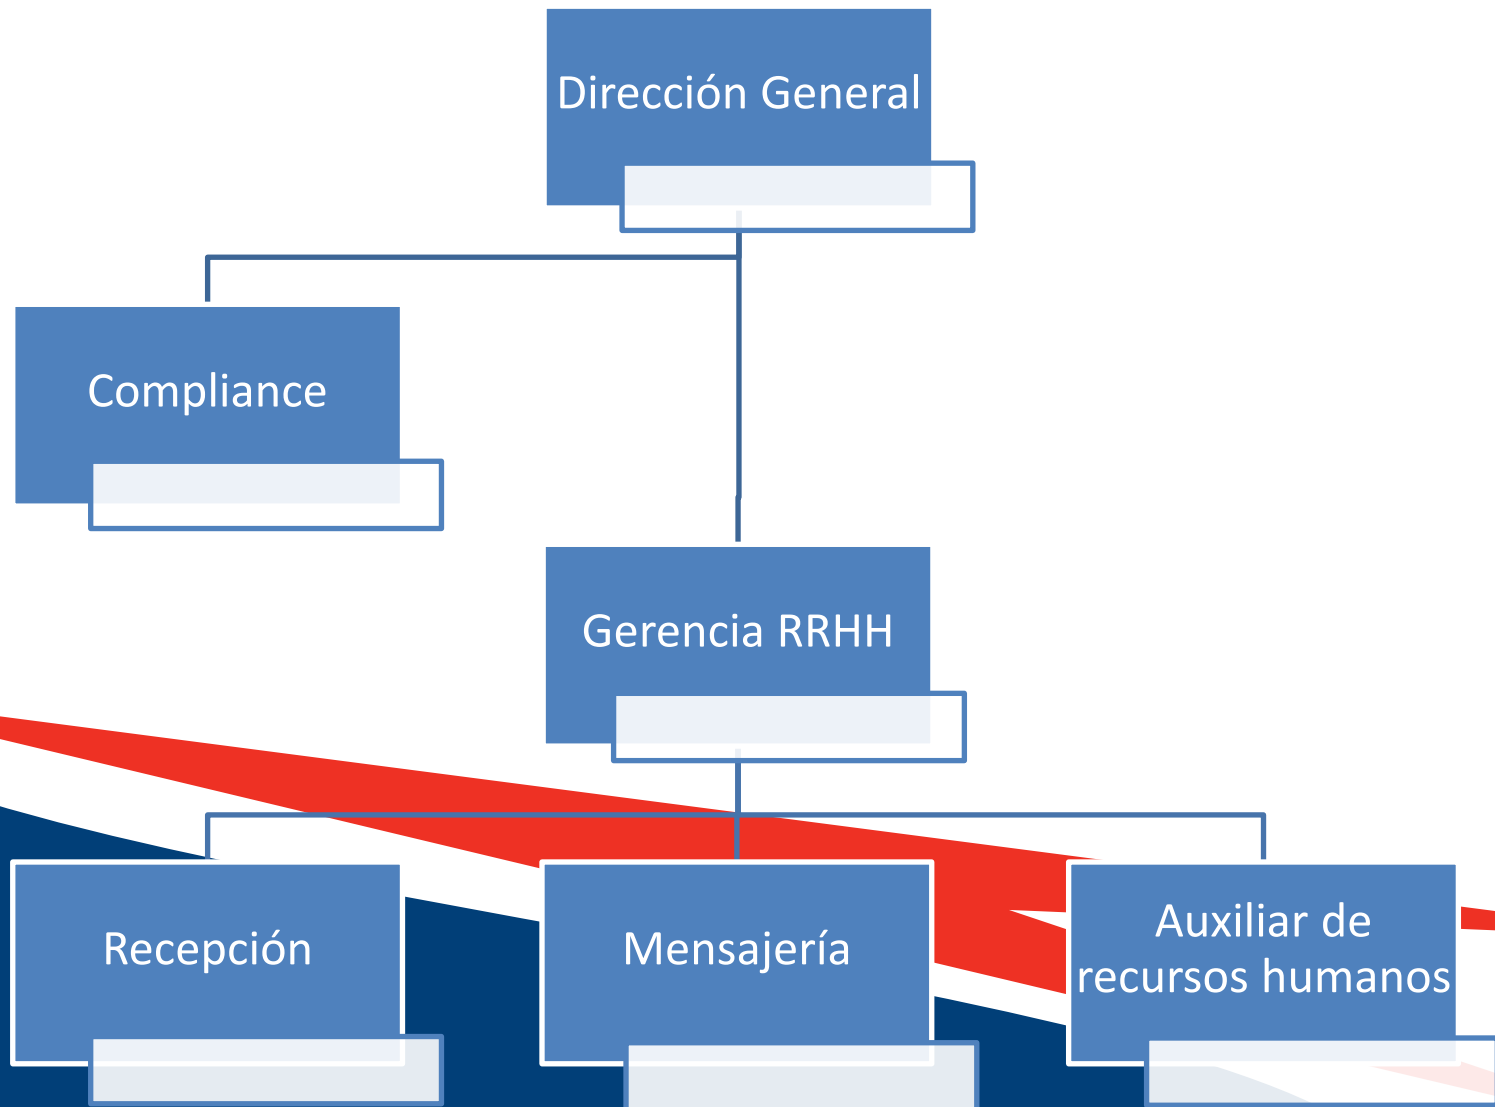 Dirección General
Compliance
Gerencia RRHH
Recepción
Mensajería
Auxiliar de
recursos humanos